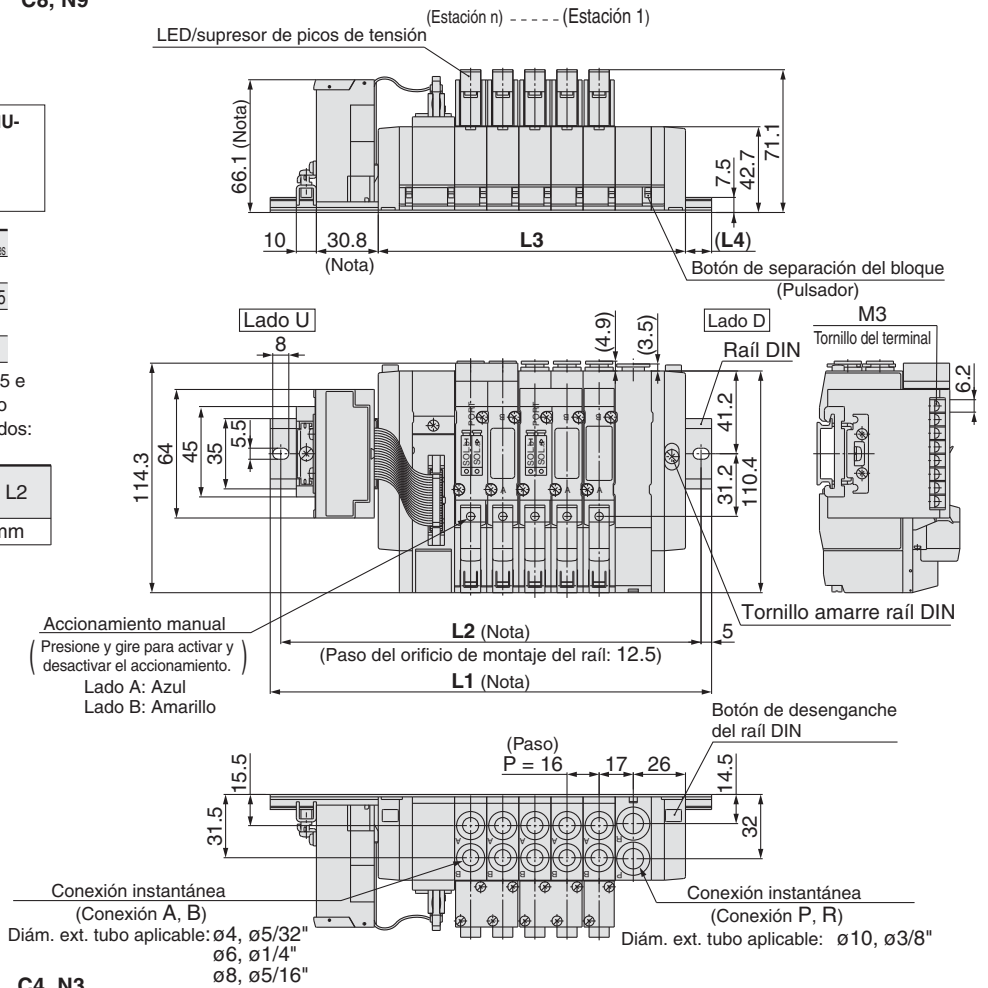 C8, N9
(Estación n) - - - - - (Estación 1)
LED/supresor de picos de tensión
66.1 (Nota)
71.1
42.7
7.5
10
30.8
(Nota)
L3
(L4)
Botón de separación del bloque
(Pulsador)
5
5 e
o
dos:
L2
mm
Lado U
8
(4.9)
(3.5)
Lado D
Raíl DIN
M3
Tornillo del terminal
6.2
114.3
64
45
35
5.5
PORT
SOL
B
A
41.2
31.2
110.4
Tornillo amarre raíl DIN
Accionamiento manual
(Presione y gire para activar y
desactivar el accionamiento.)
Lado A: Azul
Lado B: Amarillo
L2 (Nota)
5
(Paso del orificio de montaje del raíl: 12.5)
L1 (Nota)
Botón de desenganche
del raíl DIN
(Paso)
P = 16
17
26
15.5
31.5
14.5
32
A A A A A R
B B B B B P
Conexión instantánea
(Conexión A, B)
Diám. ext. tubo aplicable: ø4, ø5/32"
ø6, ø1/4"
ø8, ø5/16"
Conexión instantánea
(Conexión P, R)
Diám. ext. tubo aplicable: ø10, ø3/8"
C4, N3